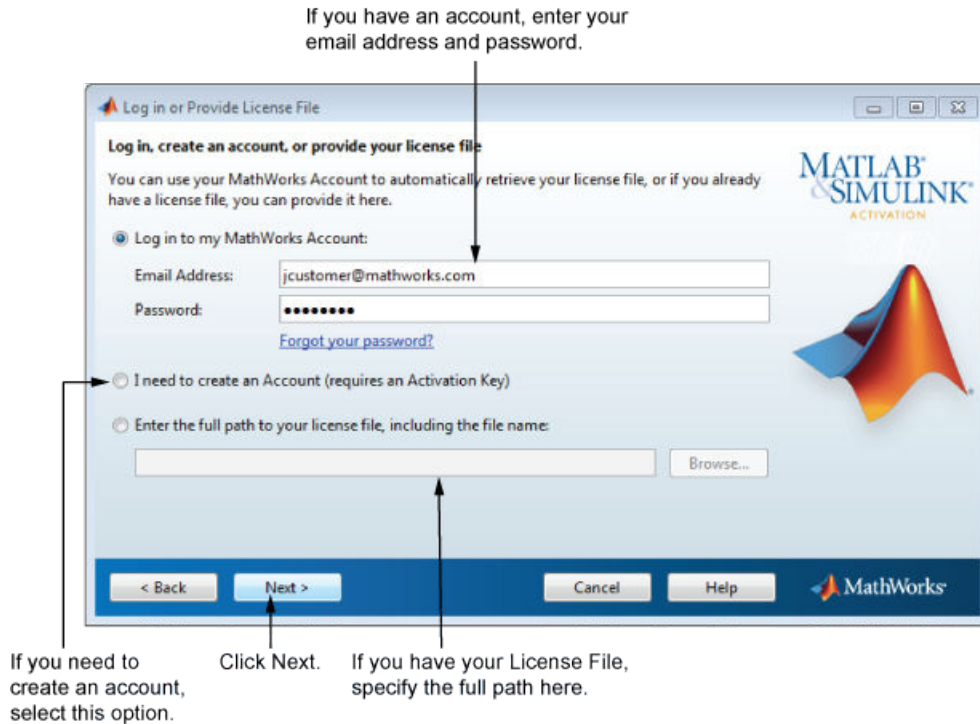 If you have an account, enter your
email address and password.
Log in or Provide License File
Log in, create an account, or provide your license file
You can use your MathWorks Account to automatically retrieve your license file, or if you already
have a license file, you can provide it here.
MATLAB®
&SIMULINK®
ACTIVATION
Log in to my MathWorks Account:
Email Address: jcustomer@mathworks.com
Password: ••••••••
Forgot your password?
I need to create an Account (requires an Activation Key)
Enter the full path to your license file, including the file name:
Browse...
< Back Next > Cancel Help MathWorks®
If you need to
create an account,
select this option.
Click Next.
If you have your License File,
specify the full path here.